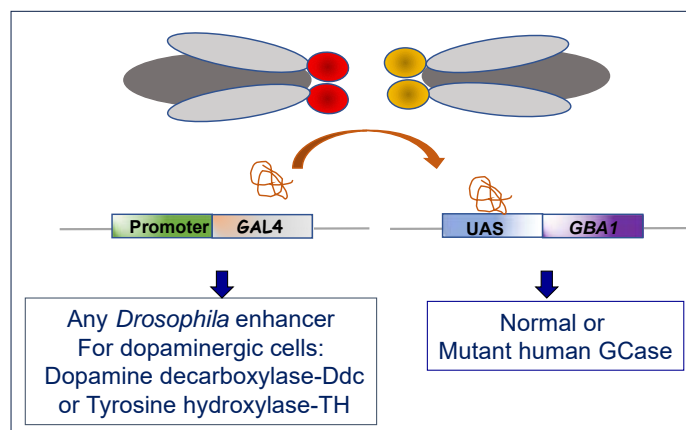 Promoter GAL4
UAS GBA1
Any Drosophila enhancer
For dopaminergic cells:
Dopamine decarboxylase-Ddc
or Tyrosine hydroxylase-TH
Normal or
Mutant human GCase